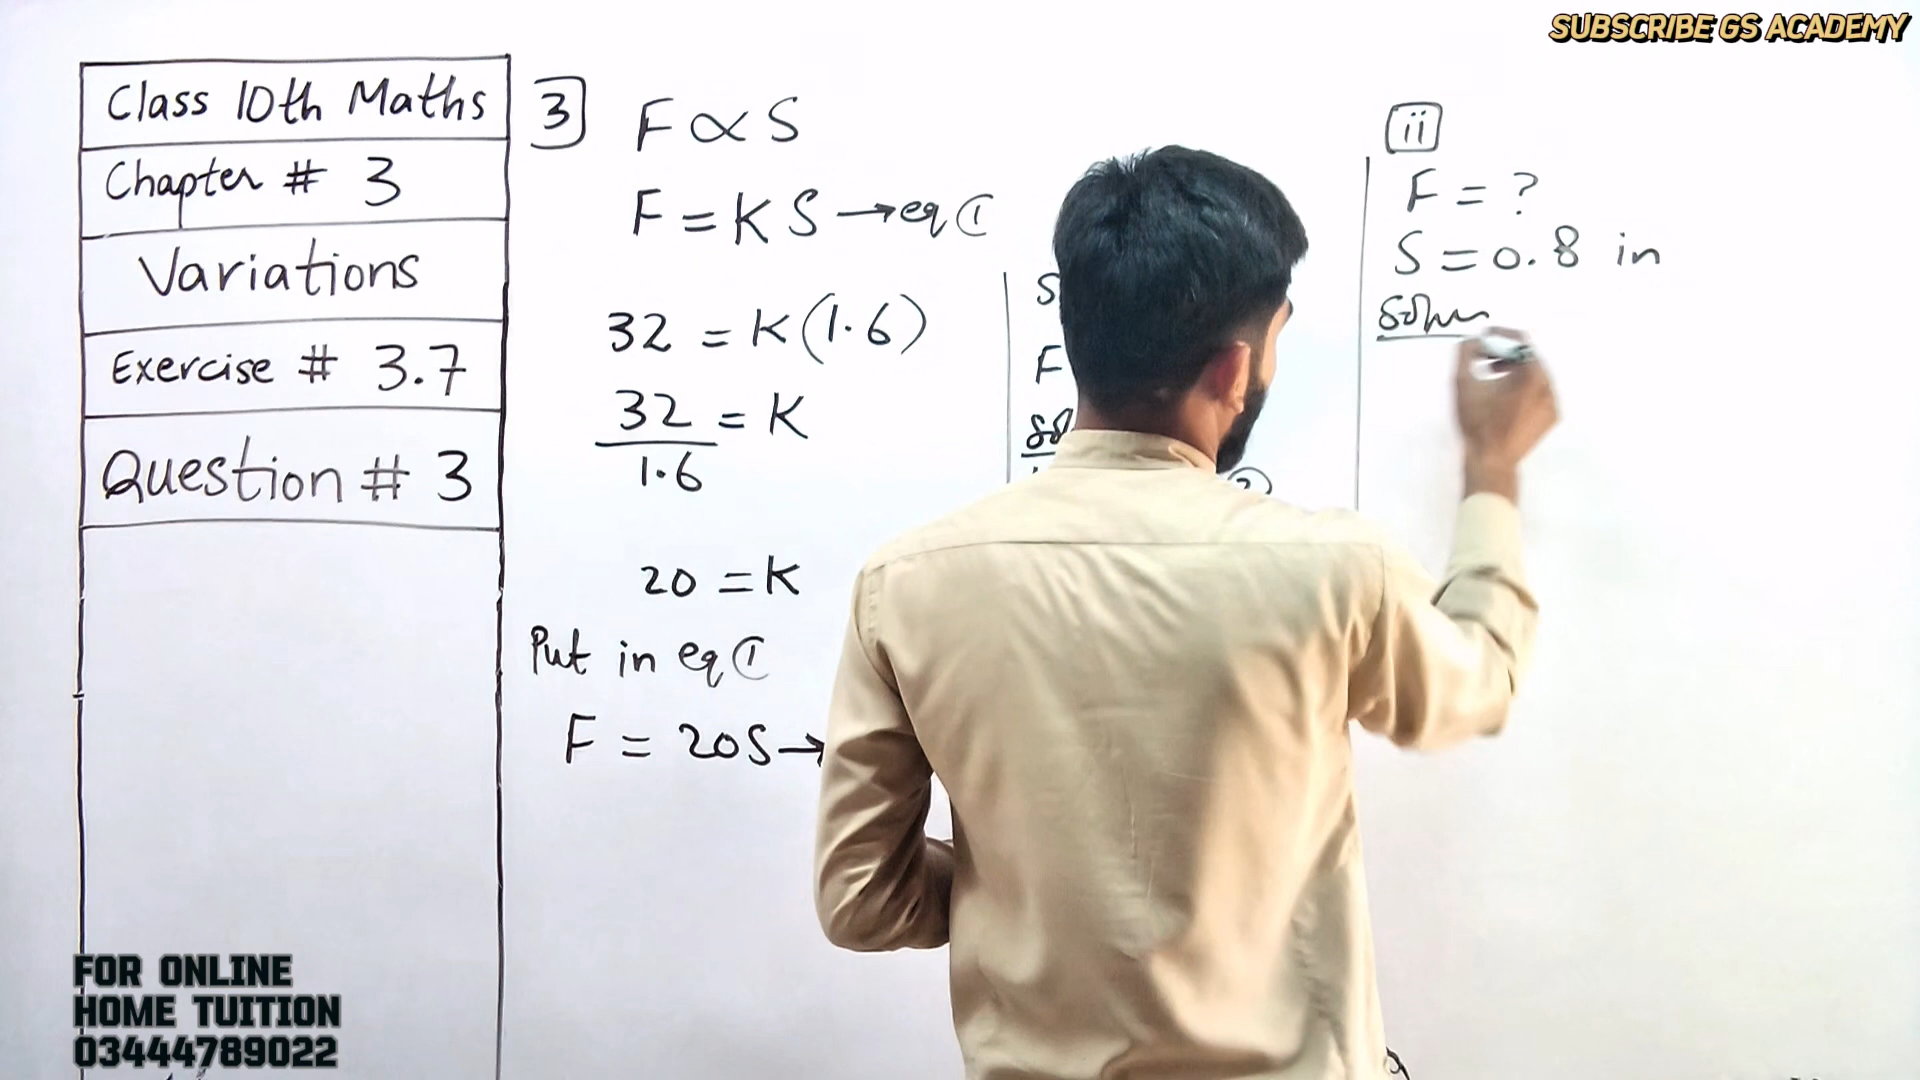 SUBSCRIBE GS ACADEMY
Class 10th Maths
Chapter # 3
Variations
Exercise # 3.7
Question # 3
3
F ∝ S
F = K S → eq ①
32 = K (1.6)
32 = K
1.6
20 = K
Put in eq ①
F = 20S →
S
F
ii
F = ?
S = 0.8 in
Soln
FOR ONLINE
HOME TUITION
03444789022